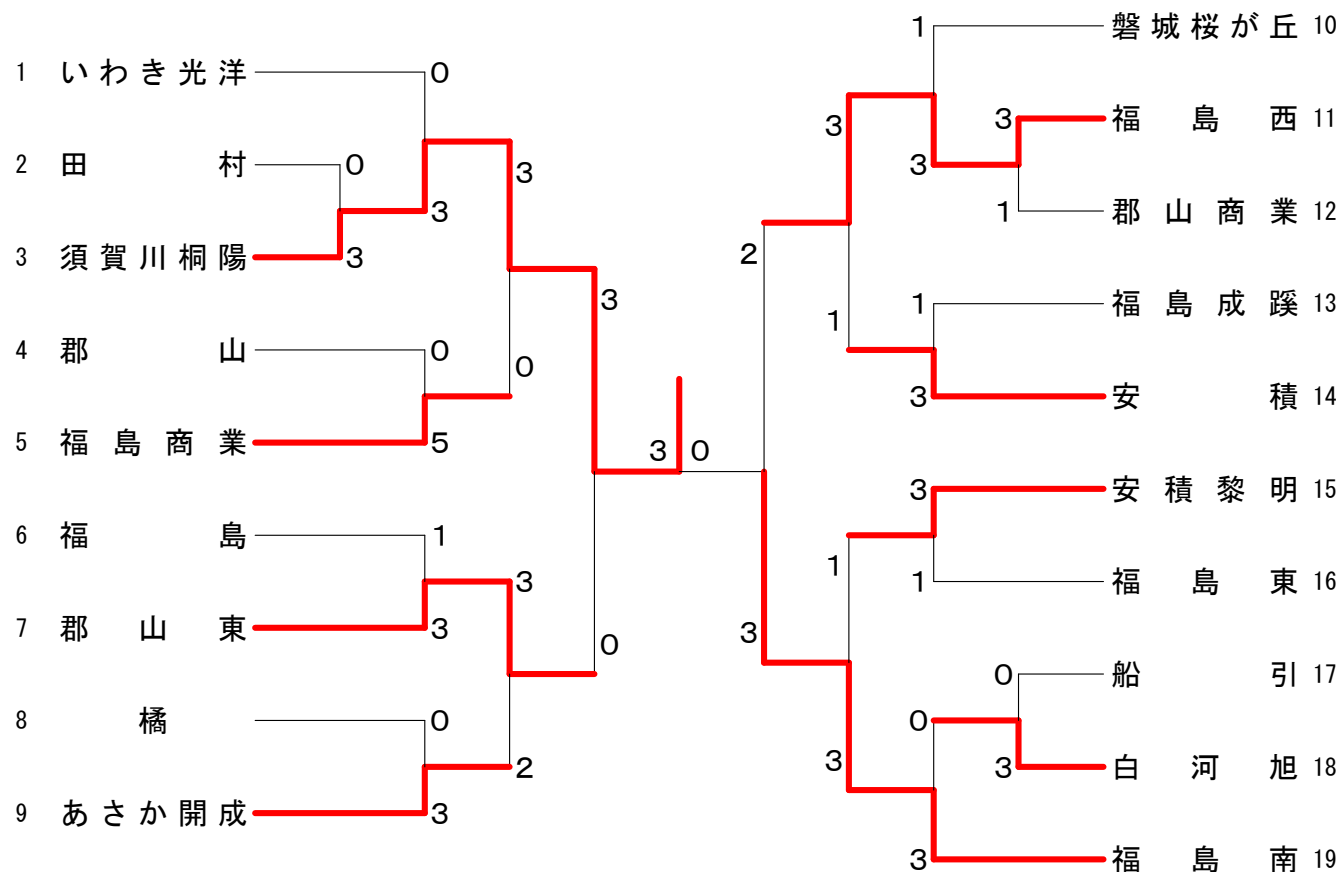 1 いわき光洋 0
2 田村 0
3
3
3 須賀川桐陽 3
3
4 郡山 0
0
5 福島商業 5
3
6 福島 1
3
7 郡山東 3
0
8 橘 0
2
9 あさか開成 3
3 0
1 磐城桜が丘 10
3
3 福島西 11
3
1 郡山商業 12
2
1 福島成蹊 13
1
3 安積 14
3 安積黎明 15
1
1 福島東 16
3
0 船引 17
0
3
3 白河旭 18
3 福島南 19